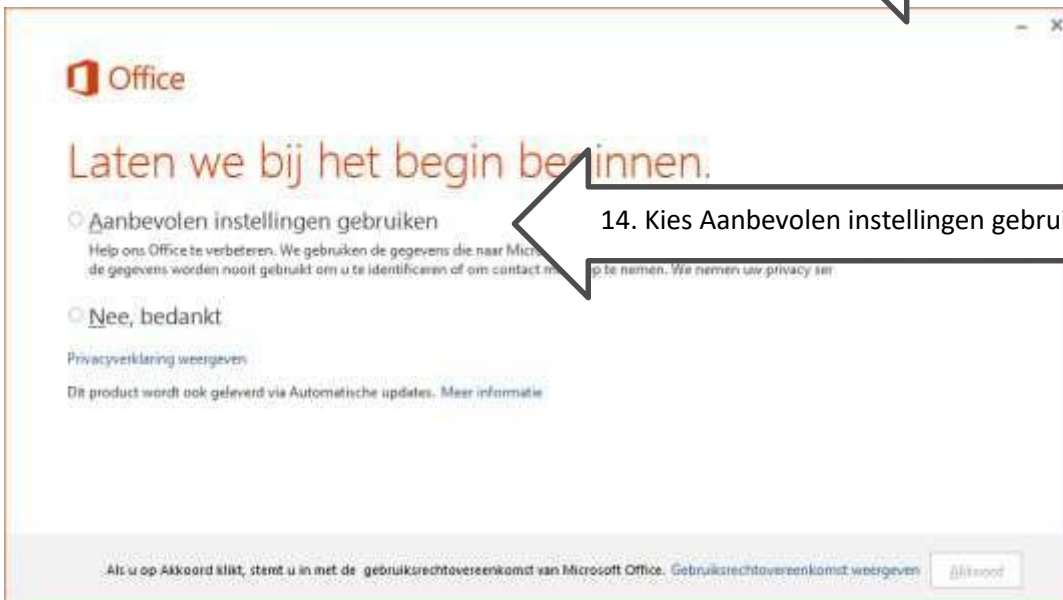 Office
Laten we bij het begin beginnen.
Aanbevolen instellingen gebruiken
14. Kies Aanbevolen instellingen gebru
Help ons Office te verbeteren. We gebruiken de gegevens die naar Micr
de gegevens worden nooit gebruikt om u te identificeren of om contact m op te nemen. We nemen uw privacy ser
Nee, bedankt
Privacyverklaring weergeven
Dit product wordt ook geleverd via Automatische updates. Meer informatie
Als u op Akkoord klikt, stemt u in met de gebruiksrechtovereenkomst van Microsoft Office. Gebruiksrechtovereenkomst weergeven Akkoord